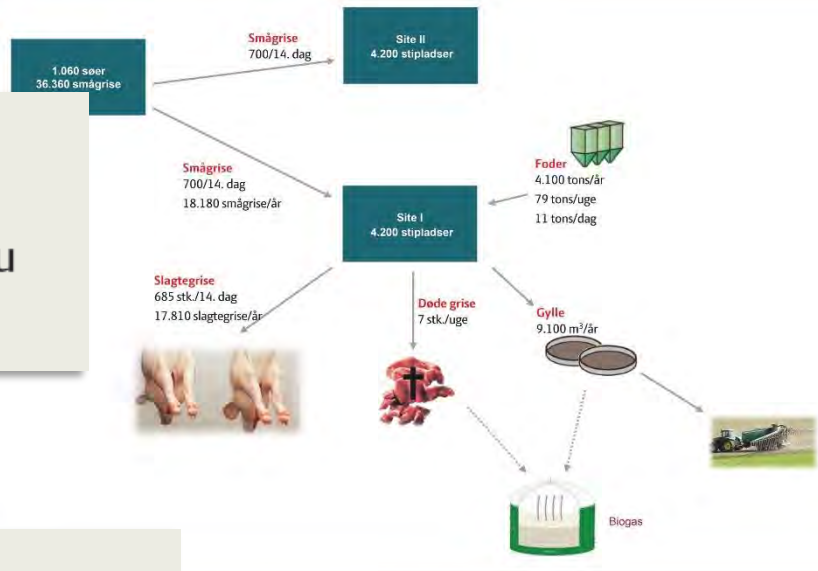 Smågrise
700/14. dag
Site II
4.200 stipladser
1.060 søer
36.360 smågrise
u
Smågrise
700/14. dag
18.180 smågrise/år
Foder
4.100 tons/år
79 tons/uge
11 tons/dag
Site I
4.200 stipladser
Slagtegrise
685 stk./14. dag
17.810 slagtegrise/år
Døde grise
7 stk./uge
Gylle
9.100 m³/år
Biogas